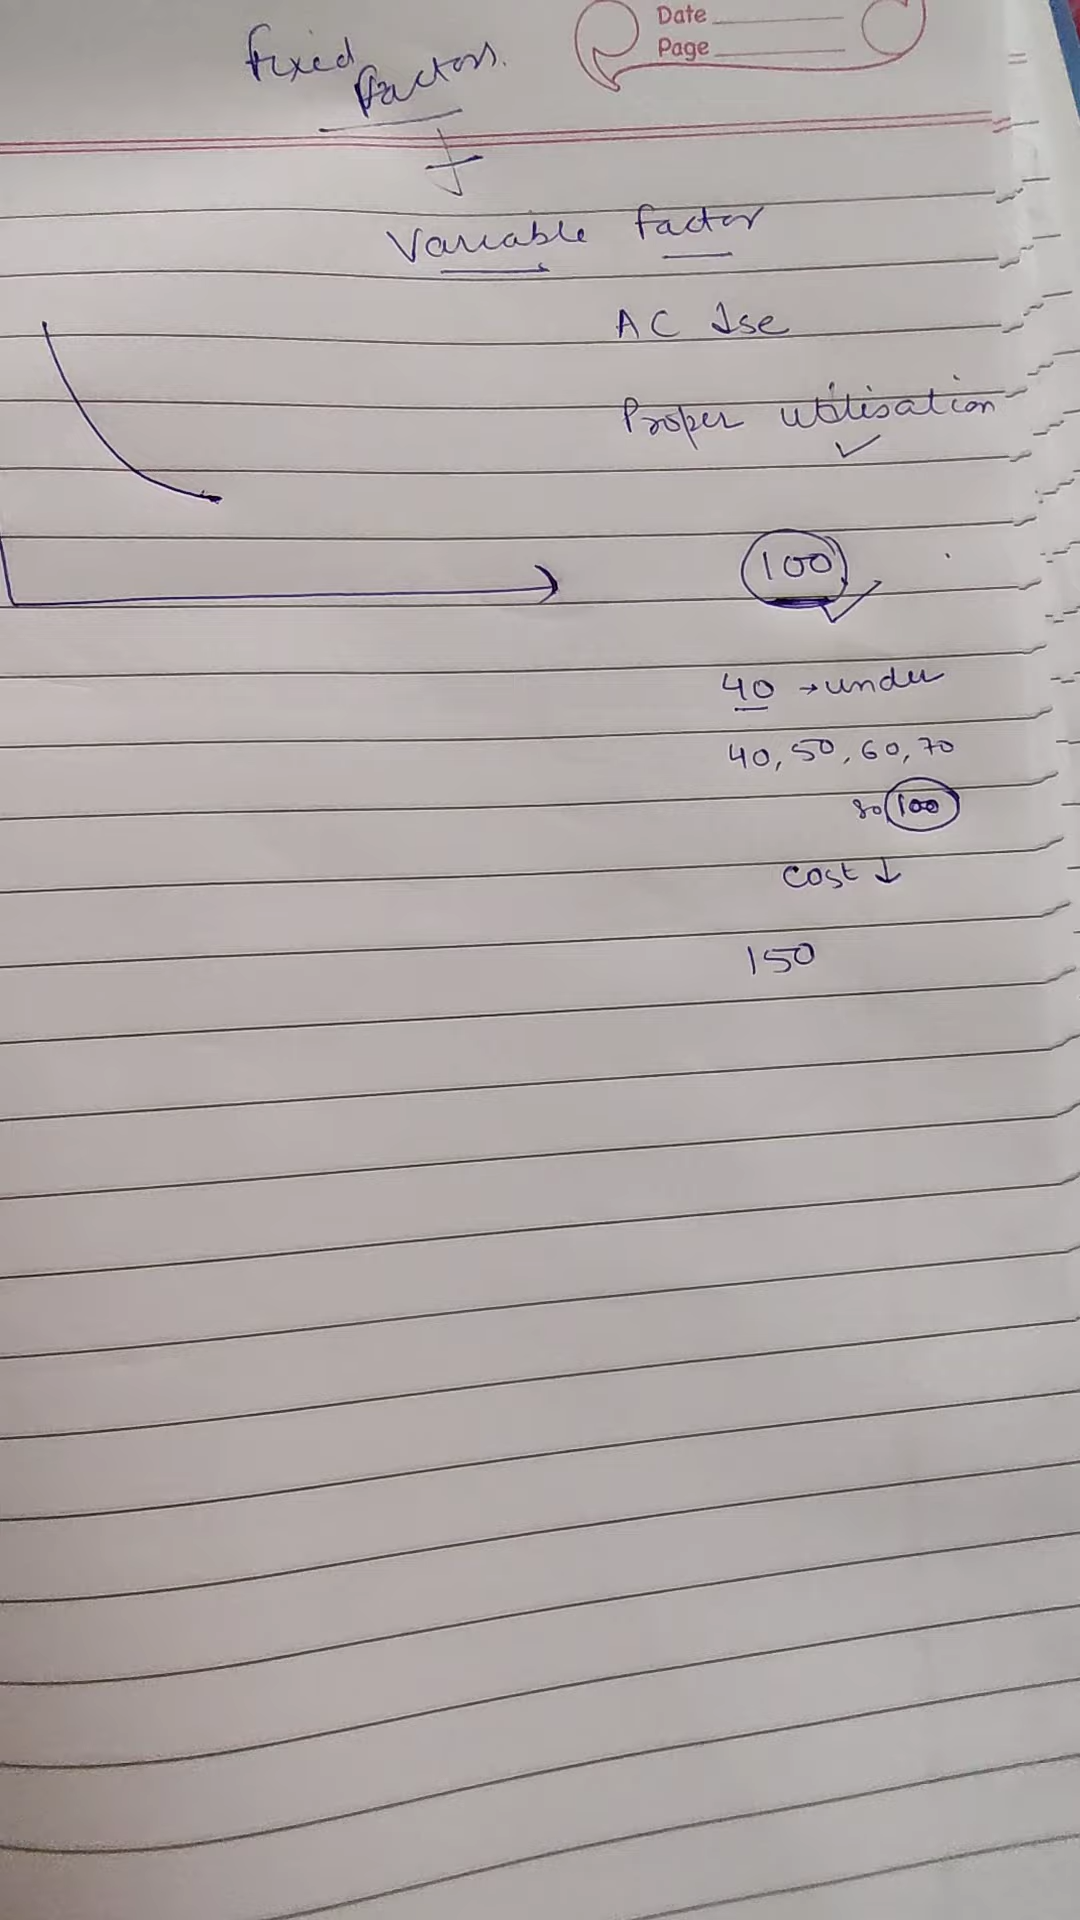 Date
Page
fixed
factors.
+
Variable factor
AC ↓se
Proper utilisation
100
40 → under
40, 50, 60, 70
80 100
Cost ↓
150